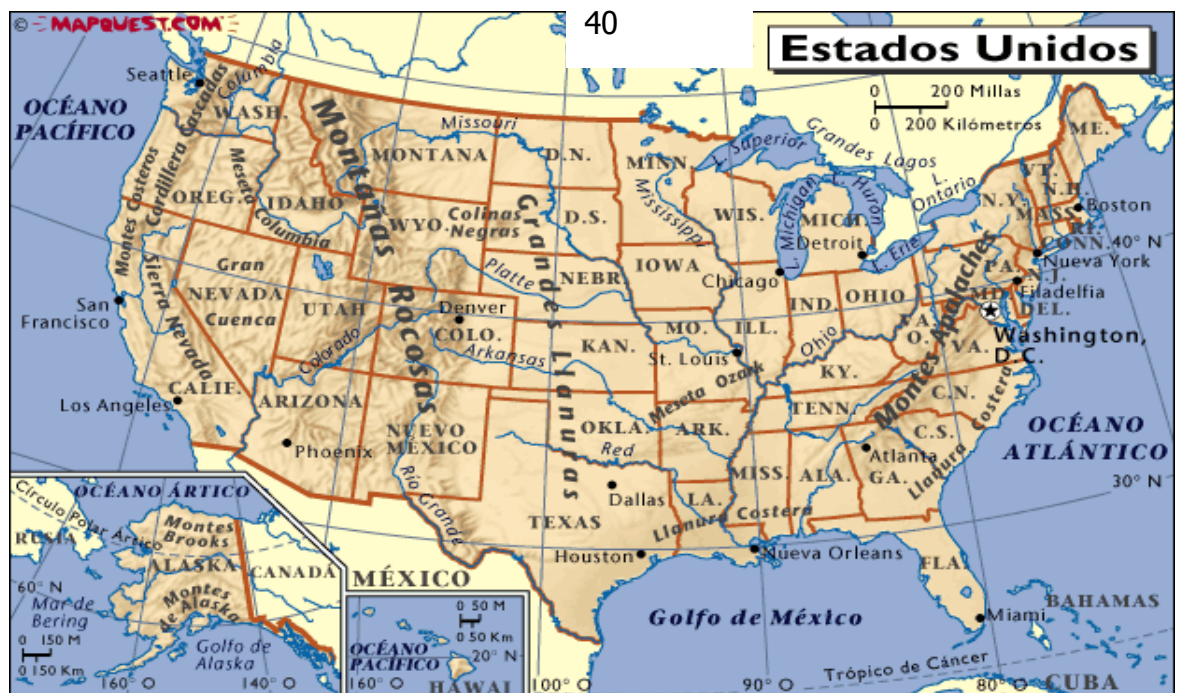 © MAPQUEST.COM™
40
Estados Unidos
0 200 Millas
0 200 Kilómetros
OCÉANO
PACÍFICO
Seattle
Columbia
WASH.
Cordillera Cascadas
Montes Costeros
OREG.
Meseta
Columbia
IDAHO
Montañas
Rocosas
MONTANA
Missouri
D.N.
MINN.
L. Superior
Grandes Lagos
L.
Ontario
L. Huron
L. Michigan
L. Erie
ME.
VT.
N.H.
N.Y.
MASS.
Boston
RI.
CONN.
40° N
Nueva York
PA.
N.J.
Filadelfia
MD.
DEL.
Washington,
D.C.
WYO.
Colinas
Negras
D.S.
Grandes Llanuras
Mississippi
WIS.
MICH.
Detroit
Chicago
IOWA
NEBR.
Platte
Sierra Nevada
Gran
NEVADA
Cuenca
UTAH
San
Francisco
Denver
COLO.
Colorado
Arkansas
KAN.
MO.
St. Louis
ILL.
IND.
OHIO
Ohio
V.A.
O.
VA.
Montes Apalaches
KY.
Meseta Ozark
CALIF.
Los Angeles
ARIZONA
Phoenix
NUEVO
MÉXICO
Río Grande
OKLA.
Red
ARK.
TENN.
C.N.
C.S.
Llanura Costera
OCÉANO
ATLÁNTICO
30° N
Atlanta
GA.
ALA.
MISS.
LA.
Dallas
TEXAS
Houston
Llanura Costera
Nueva Orleans
FLA.
Miami
BAHAMAS
Golfo de México
Trópico de Cáncer
CUBA
MÉXICO
100° O
90° O
80° O
OCÉANO ÁRTICO
Círculo Polar Ártico
RUSIA
Montes
Brooks
ALASKA
Montes
de Alaska
CANADÁ
60° N
Mar de
Bering
0 150 M
0 150 Km
Golfo de
Alaska
160° O
140° O
0 50 M
0 50 Km
OCÉANO
PACÍFICO
20° N
160° O
HAWAI